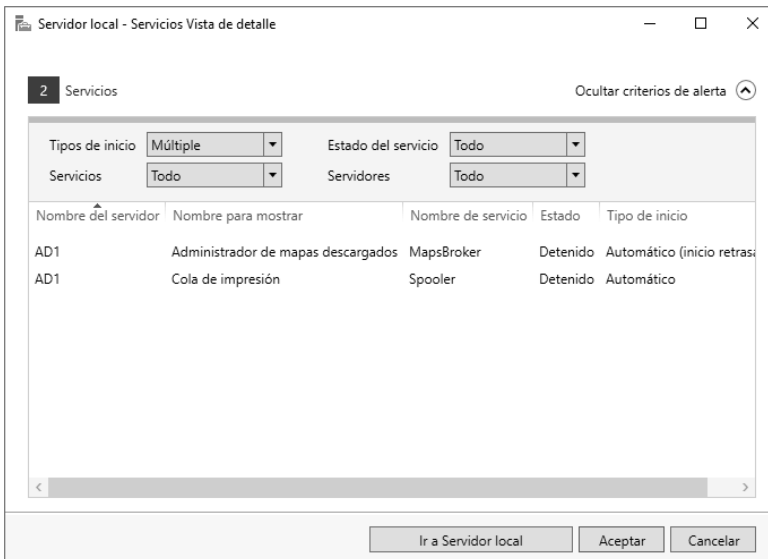 Servidor local - Servicios Vista de detalle
2 Servicios Ocultar criterios de alerta
Tipos de inicio Múltiple Estado del servicio Todo
Servicios Todo Servidores Todo
Nombre del servidor Nombre para mostrar Nombre de servicio Estado Tipo de inicio
AD1 Administrador de mapas descargados MapsBroker Detenido Automático (inicio retrasa
AD1 Cola de impresión Spooler Detenido Automático
Ir a Servidor local Aceptar Cancelar